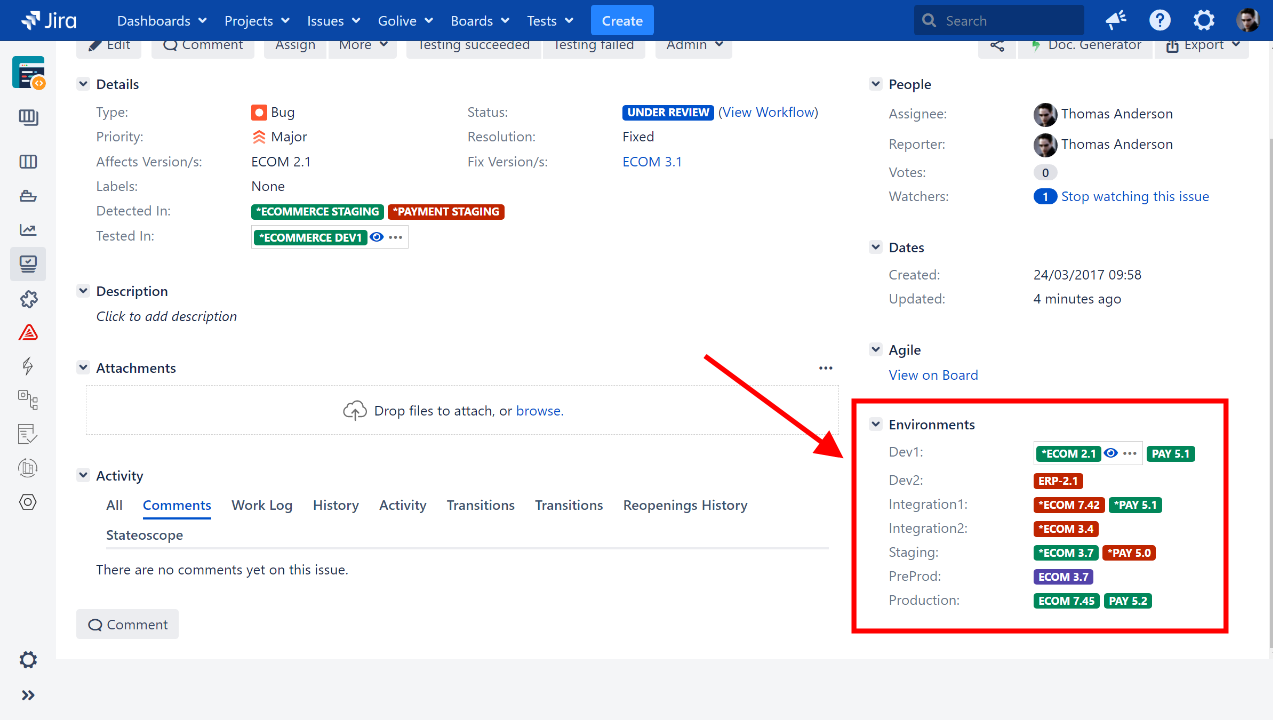 Jira Dashboards Projects Issues Golive Boards Tests Create Search
Edit Comment Assign More Testing succeeded Testing failed Admin Doc. Generator Export
Details
Type: Bug Status: UNDER REVIEW (View Workflow)
Priority: Major Resolution: Fixed
Affects Version/s: ECOM 2.1 Fix Version/s: ECOM 3.1
Labels: None
Detected In: *ECOMMERCE STAGING *PAYMENT STAGING
Tested In: *ECOMMERCE DEV1
Description
Click to add description
Attachments
Drop files to attach, or browse.
Activity
All Comments Work Log History Activity Transitions Transitions Reopenings History
Stateoscope
There are no comments yet on this issue.
Comment
People
Assignee: Thomas Anderson
Reporter: Thomas Anderson
Votes: 0
Watchers: 1 Stop watching this issue
Dates
Created: 24/03/2017 09:58
Updated: 4 minutes ago
Agile
View on Board
Environments
Dev1: *ECOM 2.1 PAY 5.1
Dev2: ERP-2.1
Integration1: *ECOM 7.42 *PAY 5.1
Integration2: *ECOM 3.4
Staging: *ECOM 3.7 *PAY 5.0
PreProd: ECOM 3.7
Production: ECOM 7.45 PAY 5.2